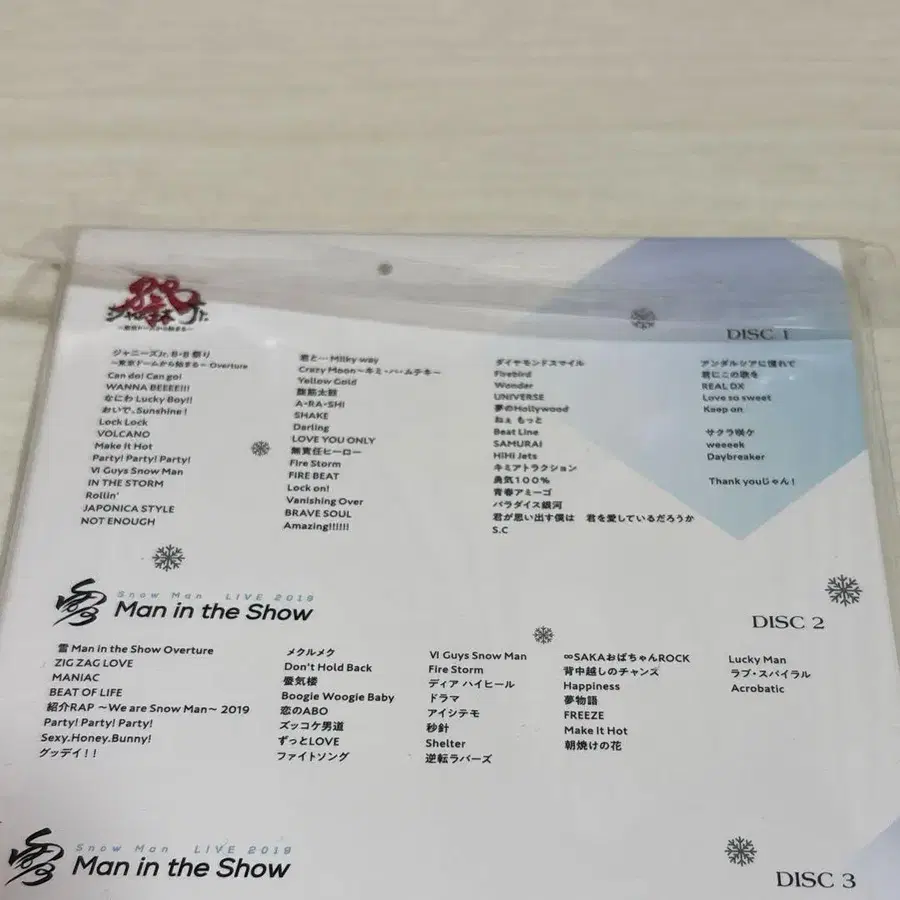 ジャニーズJr. 8・8 祭り
～東京ドームから始まる～ Overture
Can do! Can go!
WANNA BEEEE!!!
なにわ Lucky Boy!!
おいで、Sunshine!
Lock Lock
VOLCANO
Make it Hot
Party! Party! Party!
VI Guys Snow Man
IN THE STORM
Rollin'
JAPONICA STYLE
NOT ENOUGH
君と…Milky way
Crazy Moon～キミ・ハ・ムテキ～
Yellow Gold
腹筋太鼓
A・RA・SHI
SHAKE
Darling
LOVE YOU ONLY
無責任ヒーロー
Fire Storm
FIRE BEAT
Lock on!
Vanishing Over
BRAVE SOUL
Amazing!!!!!!
ダイヤモンドスマイル
Firebird
Wonder
UNIVERSE
夢のHollywood
ねぇ もっと
Beat Line
SAMURAI
HiHi Jets
キミアトラクション
勇気100%
青春アミーゴ
パラダイス銀河
君が思い出す僕は 君を愛しているだろうか
S.C
DISC 1
アンダルシアに憧れて
君にこの歌を
REAL DX
Love so sweet
Keep on
サクラ咲ケ
weeeek
Daybreaker
Thank youじゃん!
Snow Man LIVE 2019
雪 Man in the Show
DISC 2
雪 Man in the Show Overture
ZIG ZAG LOVE
MANIAC
BEAT OF LIFE
紹介RAP ～We are Snow Man～ 2019
Party! Party! Party!
Sexy.Honey.Bunny!
グッデイ!!
メクルメク
Don't Hold Back
蜃気楼
Boogie Woogie Baby
恋のABO
ズッコケ男道
ずっとLOVE
ファイトソング
VI Guys Snow Man
Fire Storm
ディア ハイヒール
ドラマ
アイシテモ
秒針
Shelter
逆転ラバーズ
∞SAKAおばちゃんROCK
背中越しのチャンス
Happiness
夢物語
FREEZE
Make It Hot
朝焼けの花
Lucky Man
ラブ・スパイラル
Acrobatic
Snow Man LIVE 2019
雪 Man in the Show
DISC 3